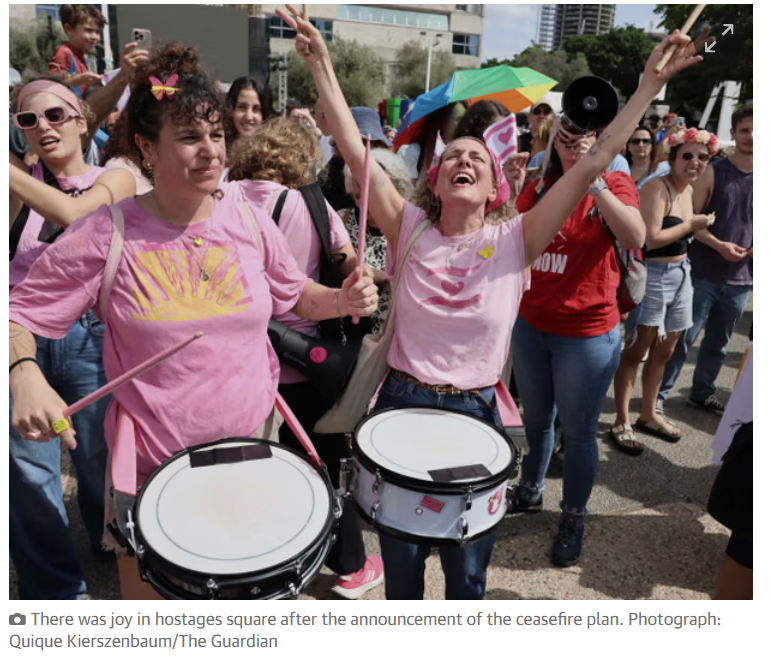 NOW
There was joy in hostages square after the announcement of the ceasefire plan. Photograph:
Quique Kierszenbaum/The Guardian